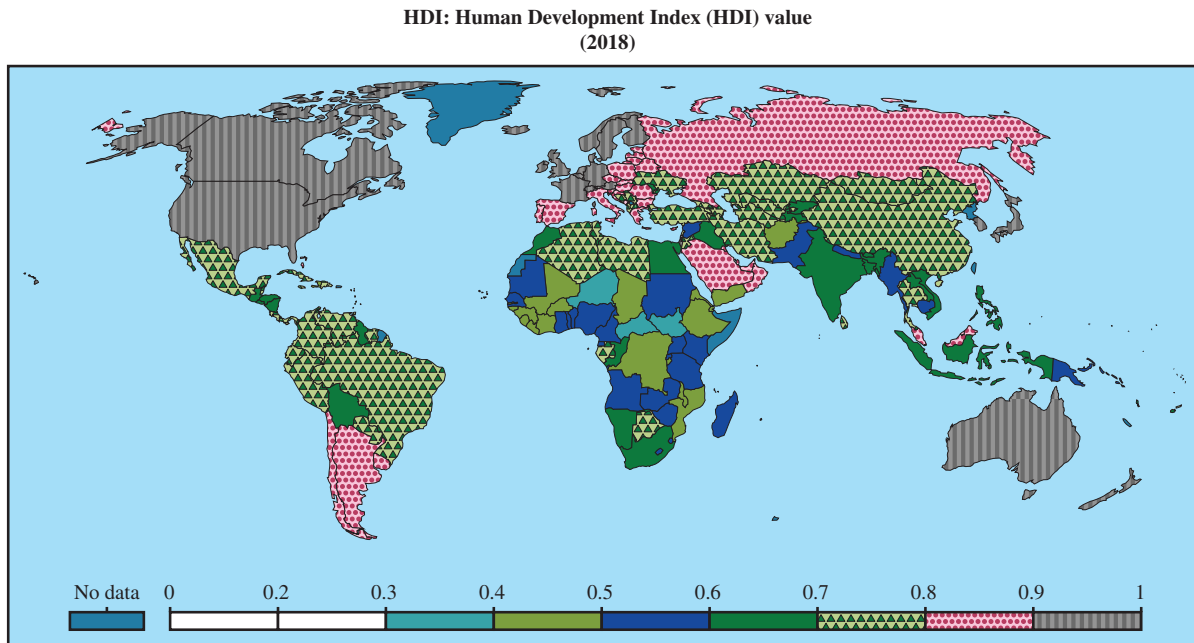 HDI: Human Development Index (HDI) value
(2018)
No data
0 0.2 0.3 0.4 0.5 0.6 0.7 0.8 0.9 1